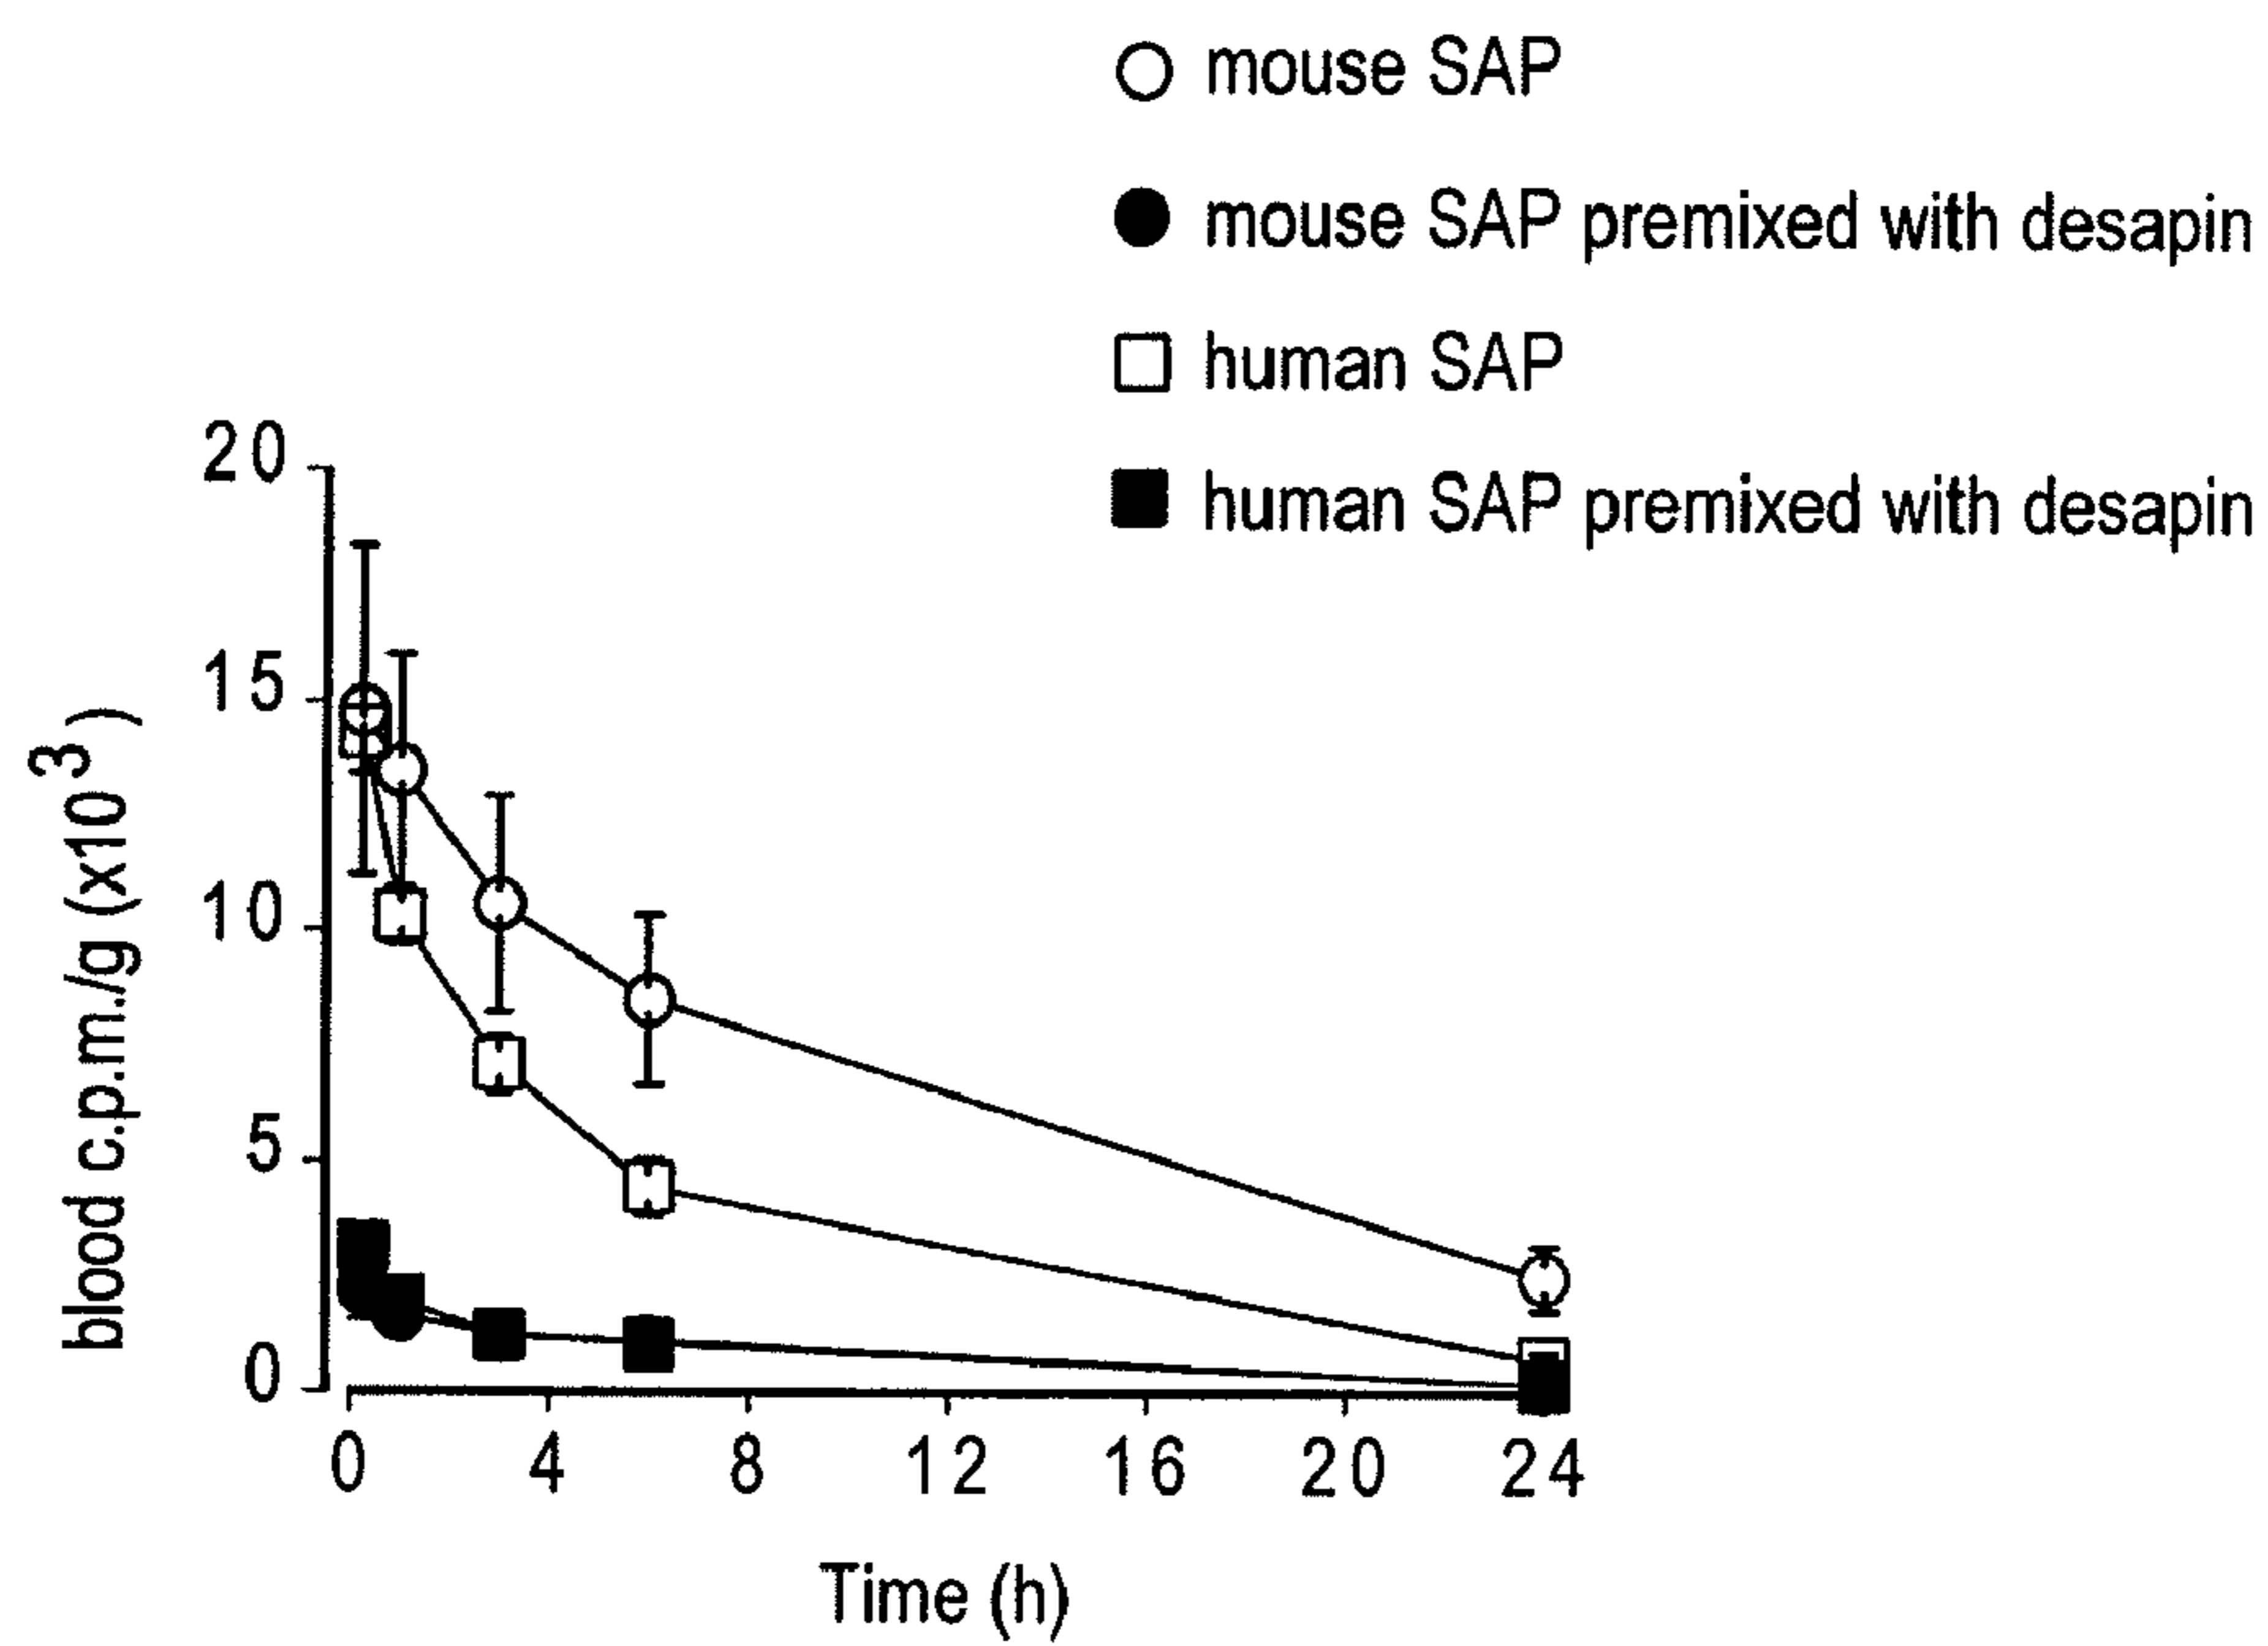 mouse SAP
mouse SAP premixed with desapin
human SAP
human SAP premixed with desapin
20
15
10
5
0
blood c.p.m./g (x10³)
0 4 8 12 16 20 24
Time (h)